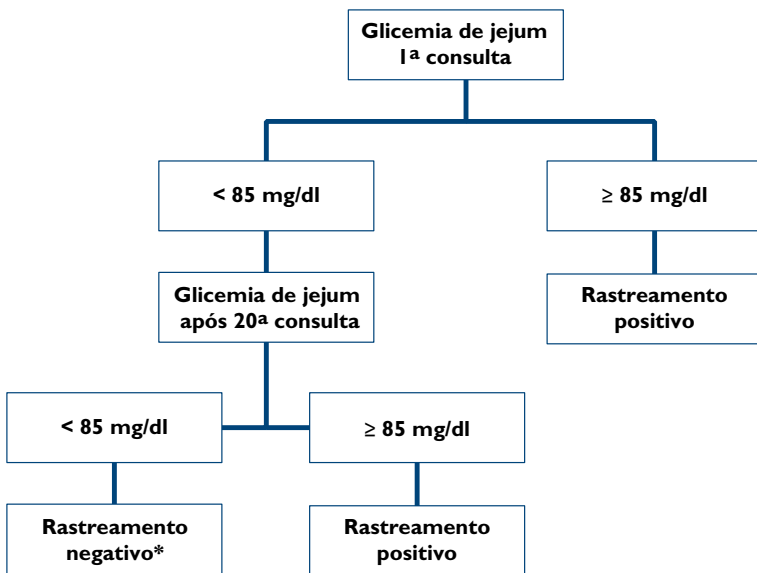 Glicemia de jejum
1ª consulta
< 85 mg/dl
≥ 85 mg/dl
Glicemia de jejum
após 20ª consulta
Rastreamento
positivo
< 85 mg/dl
≥ 85 mg/dl
Rastreamento
negativo*
Rastreamento
positivo